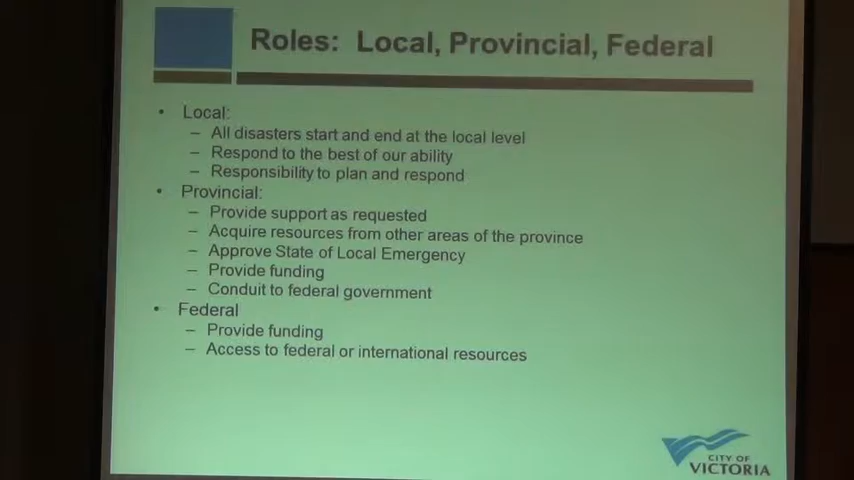 Roles: Local, Provincial, Federal
• Local:
– All disasters start and end at the local level
– Respond to the best of our ability
– Responsibility to plan and respond
• Provincial:
– Provide support as requested
– Acquire resources from other areas of the province
– Approve State of Local Emergency
– Provide funding
– Conduit to federal government
• Federal
– Provide funding
– Access to federal or international resources
CITY OF
VICTORIA